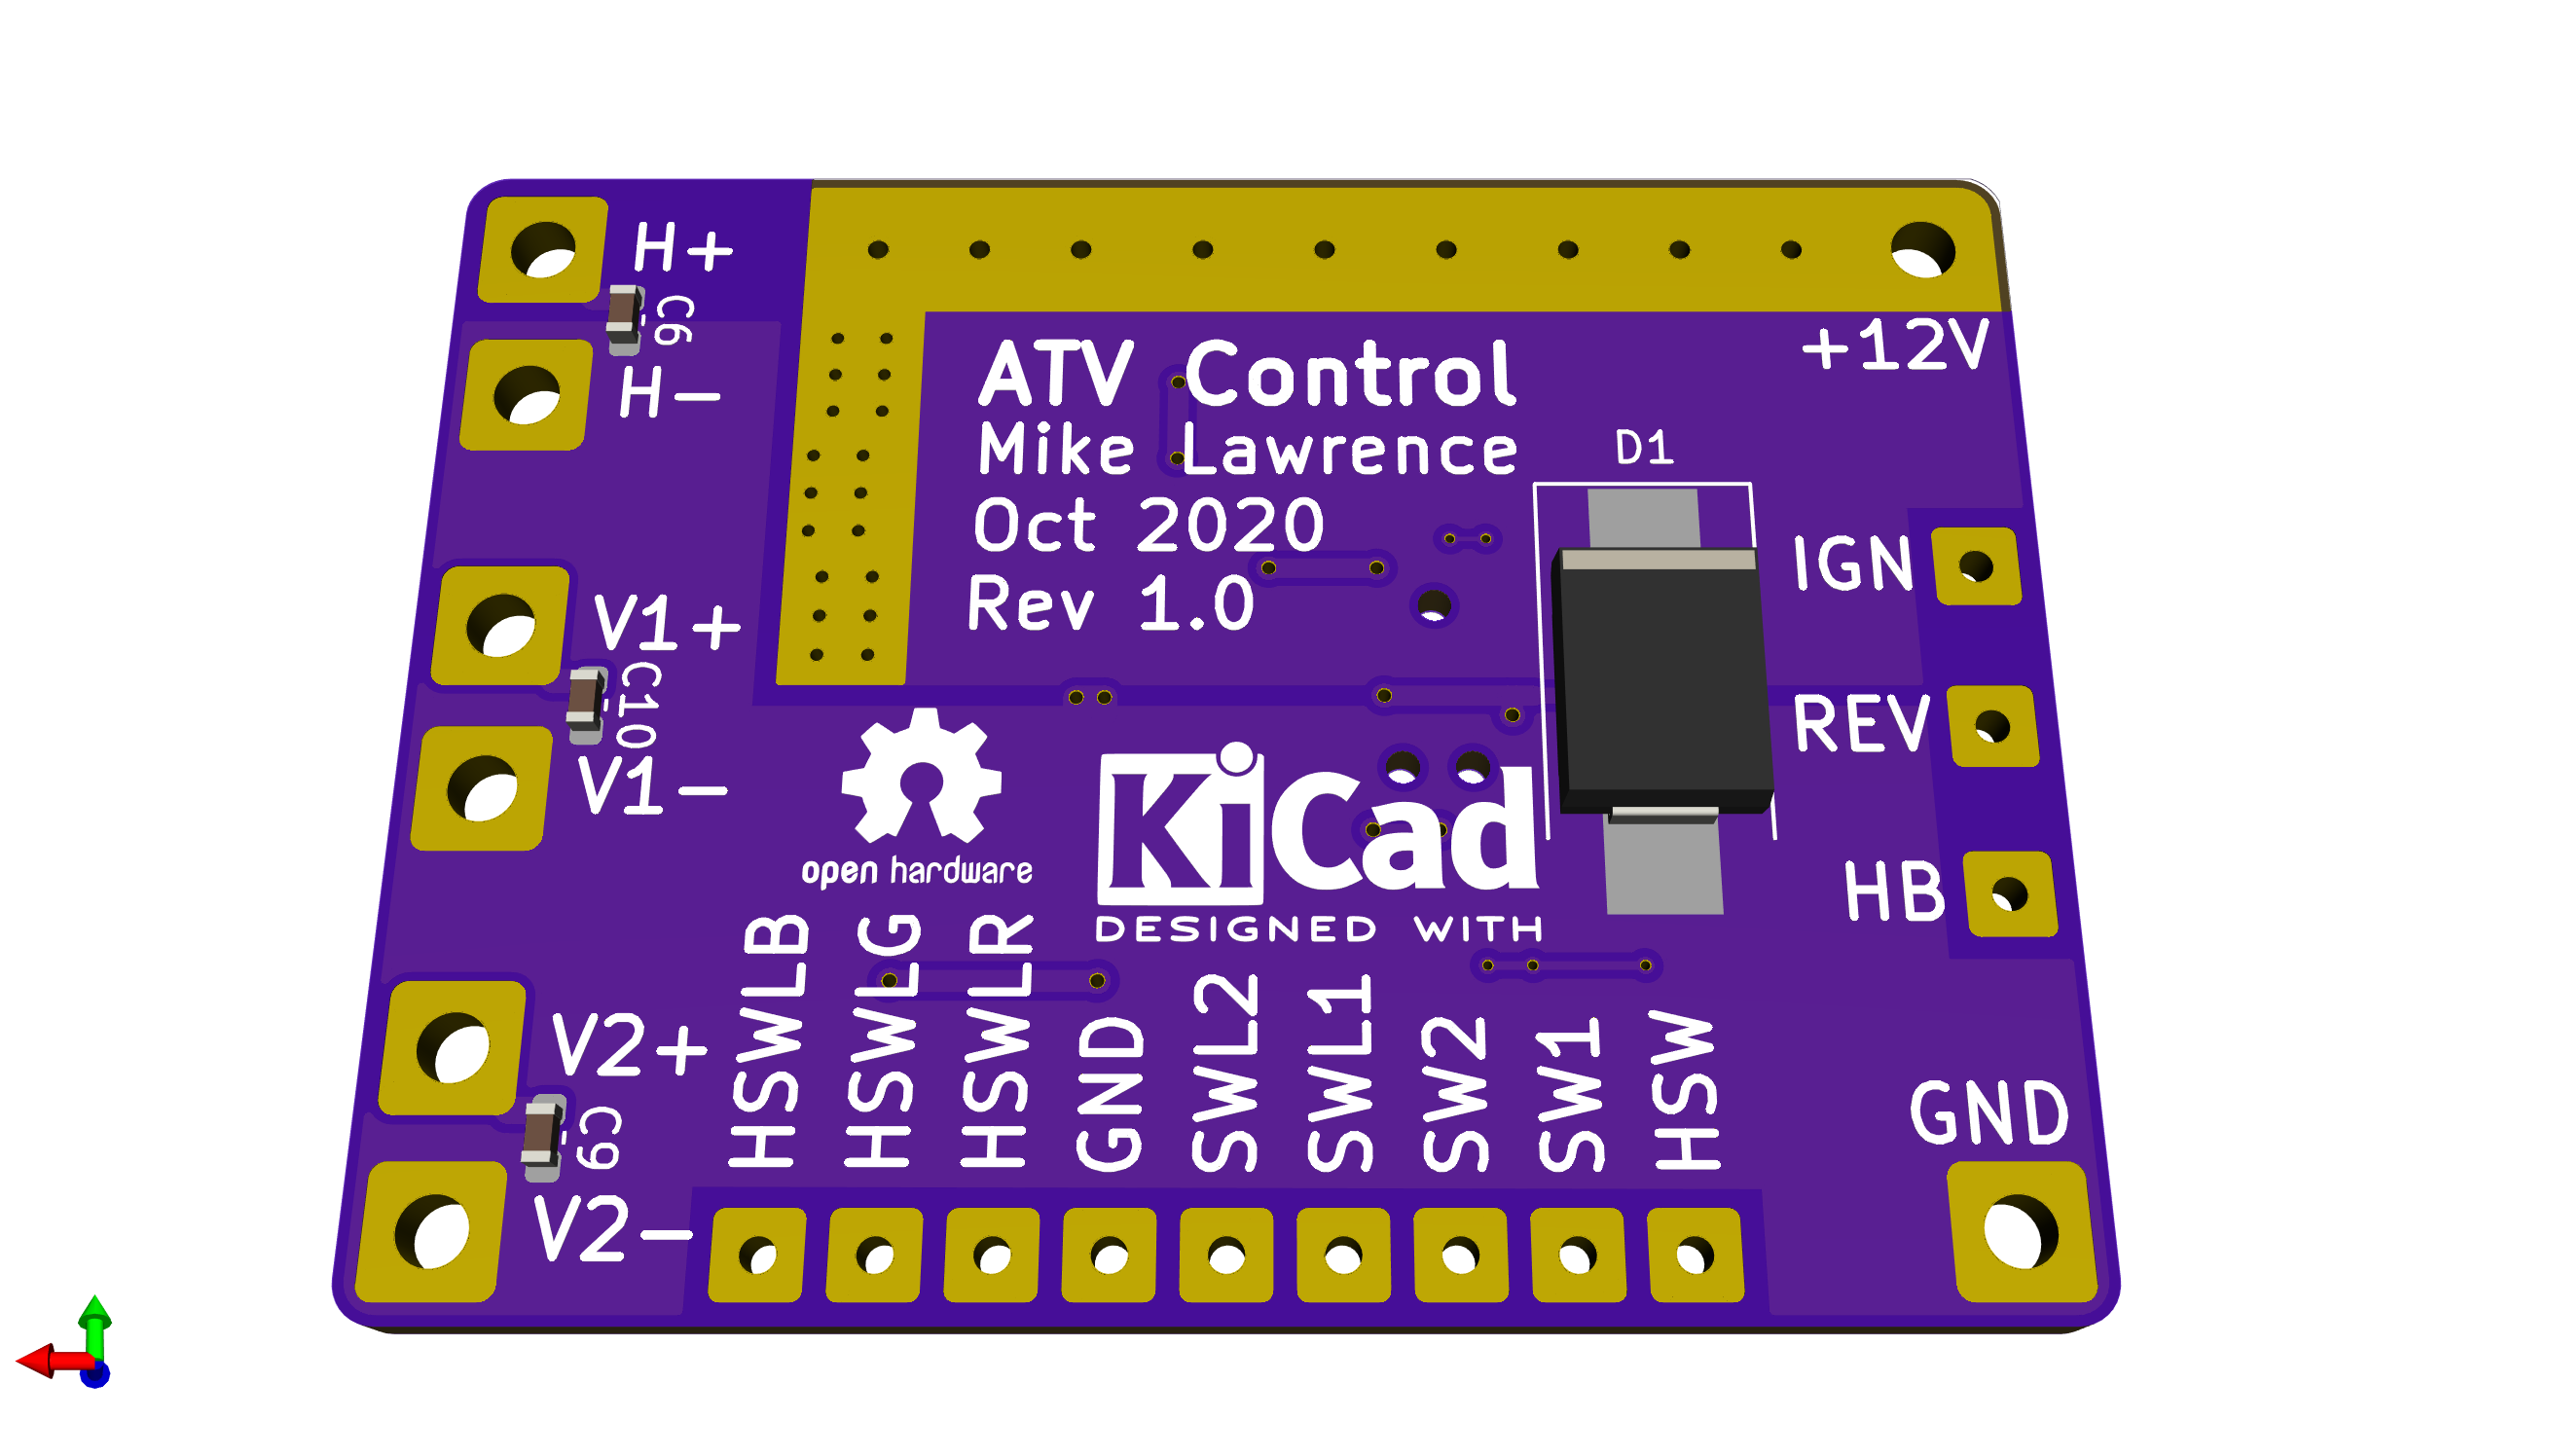 H+
C6
H-
+12V
ATV Control
Mike Lawrence
Oct 2020
Rev 1.0
D1
IGN
V1+
C10
V1-
REV
HB
open hardware
KiCad
DESIGNED WITH
V2+
C9
V2-
HSWLB
HSWLG
HSWLR
GND
SWL2
SWL1
SW2
SW1
HSW
GND